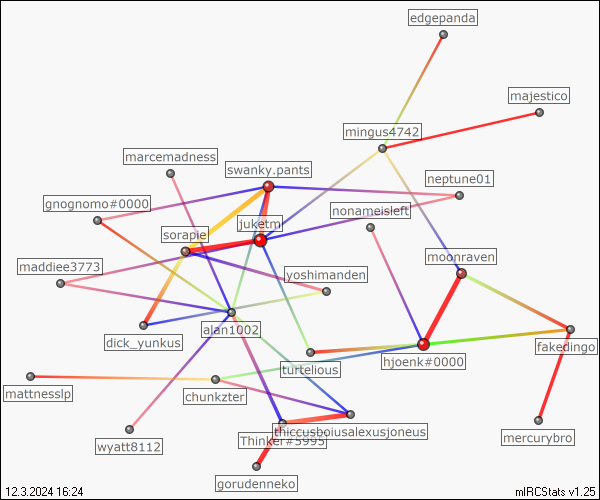 edgepanda
majestico
mingus4742
marcemadness
swanky.pants
neptune01
gnognomo#0000
nonameisleft
juketm
sorapie
moonraven
maddiee3773
yoshimanden
alan1002
dick_yunkus
fakedingo
turtelious
hjoenk#0000
mattnesslp
chunkzter
thiccusboiusalexusjoneus
Thinker#5995
mercurybro
wyatt8112
gorudenneko
12.3.2024 16:24
mIRCStats v1.25